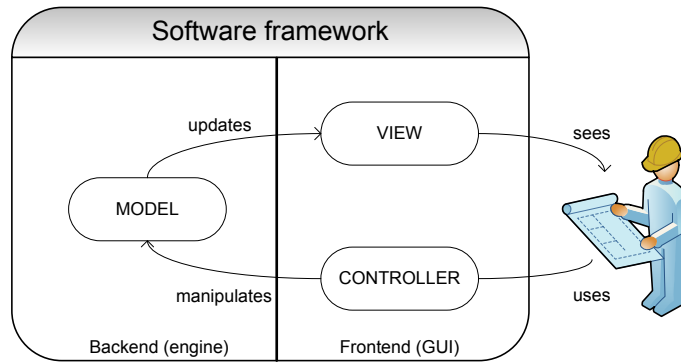 Software framework
updates
VIEW
sees
MODEL
manipulates
CONTROLLER
uses
Backend (engine)
Frontend (GUI)